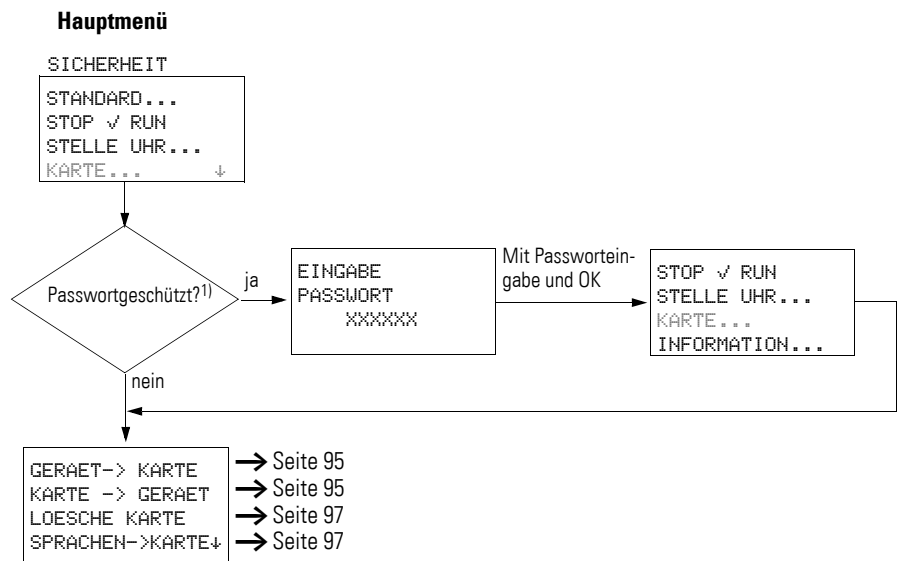 Hauptmenü
SICHERHEIT
STANDARD...
STOP √ RUN
STELLE UHR...
KARTE... ↓
Passwortgeschützt?1)
ja
EINGABE
PASSWORT
XXXXXX
Mit Passwortein-
gabe und OK
STOP √ RUN
STELLE UHR...
KARTE...
INFORMATION...
nein
GERAET-> KARTE
KARTE -> GERAET
LOESCHE KARTE
SPRACHEN->KARTE↓
Seite 95
Seite 95
Seite 97
Seite 97